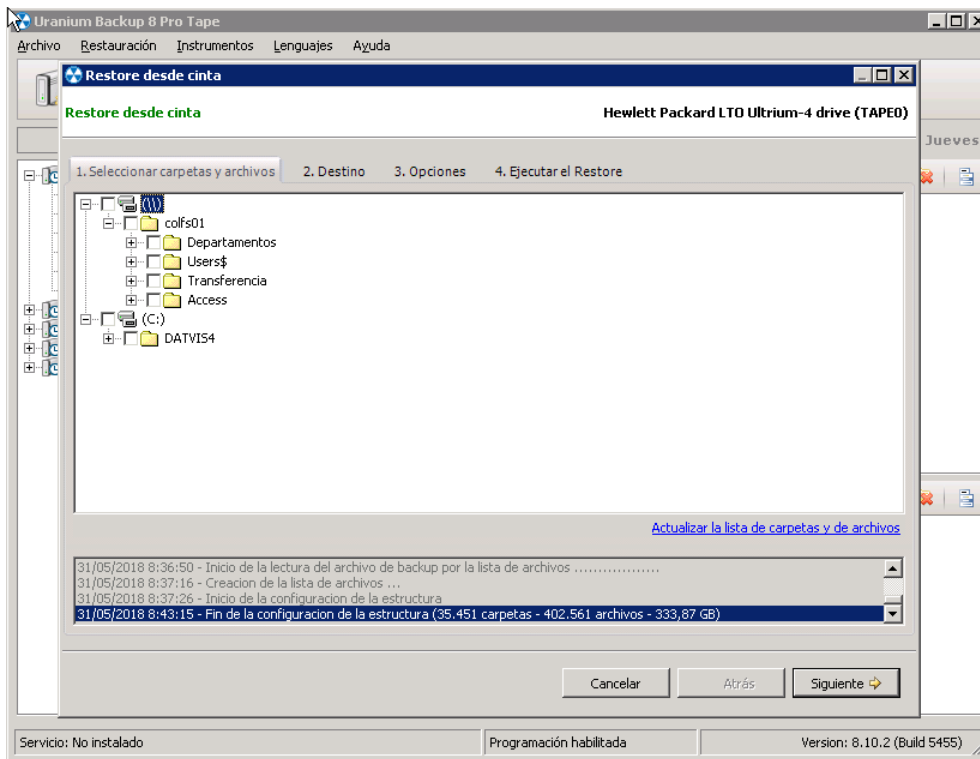 Uranium Backup 8 Pro Tape
Archivo Restauración Instrumentos Lenguajes Ayuda
Restore desde cinta
Restore desde cinta Hewlett Packard LTO Ultrium-4 drive (TAPE0)
Jueves
1. Seleccionar carpetas y archivos 2. Destino 3. Opciones 4. Ejecutar el Restore
(\\)
colfs01
Departamentos
Users$
Transferencia
Access
(C:)
DATVIS4
Actualizar la lista de carpetas y de archivos
31/05/2018 8:36:50 - Inicio de la lectura del archivo de backup por la lista de archivos ..................
31/05/2018 8:37:16 - Creacion de la lista de archivos ...
31/05/2018 8:37:26 - Inicio de la configuracion de la estructura
31/05/2018 8:43:15 - Fin de la configuracion de la estructura (35.451 carpetas - 402.561 archivos - 333,87 GB)
Cancelar Atrás Siguiente
Servicio: No instalado Programación habilitada Version: 8.10.2 (Build 5455)